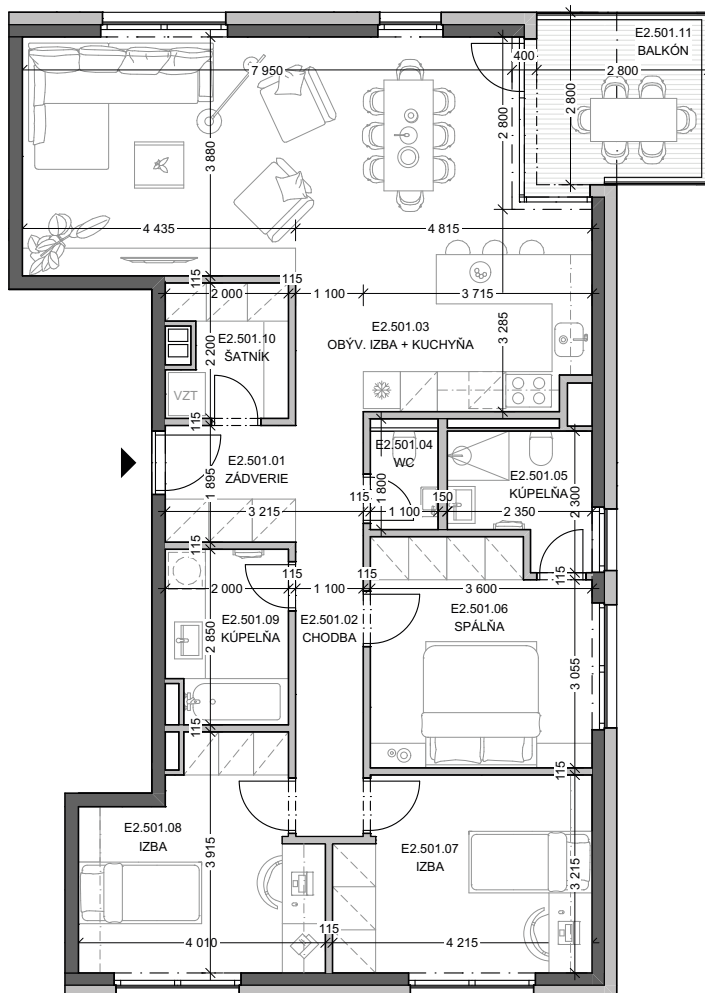 E2.501.11
BALKÓN
400
7 950
2 800
2 800
2 800
3 880
4 435
4 815
115
115
2 000
1 100
3 715
E2.501.03
OBÝV. IZBA + KUCHYŇA
3 285
E2.501.10
ŠATNÍK
2 200
VZT
115
E2.501.04
WC
E2.501.01
ZÁDVERIE
1 895
E2.501.05
KÚPELŇA
1 800
2 300
3 215
115
1 100
150
2 350
115
115
115
115
2 000
1 100
3 600
E2.501.09
KÚPELŇA
E2.501.02
CHODBA
E2.501.06
SPÁLŇA
2 850
3 055
115
115
E2.501.08
IZBA
3 915
E2.501.07
IZBA
3 215
115
4 010
4 215